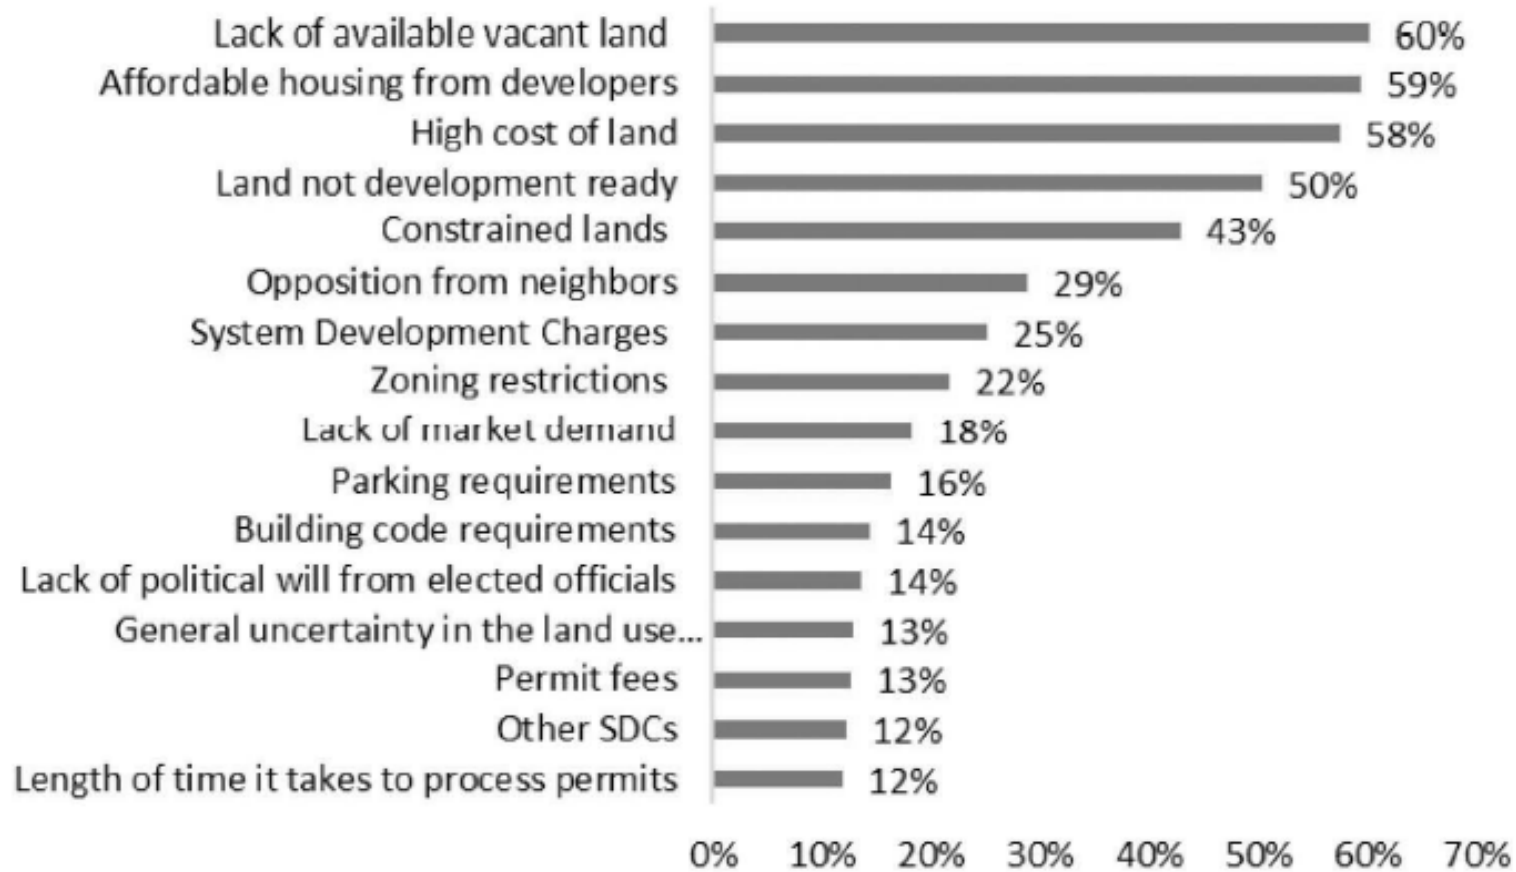 Lack of available vacant land 60%
Affordable housing from developers 59%
High cost of land 58%
Land not development ready 50%
Constrained lands 43%
Opposition from neighbors 29%
System Development Charges 25%
Zoning restrictions 22%
Lack of market demand 18%
Parking requirements 16%
Building code requirements 14%
Lack of political will from elected officials 14%
General uncertainty in the land use... 13%
Permit fees 13%
Other SDCs 12%
Length of time it takes to process permits 12%
0% 10% 20% 30% 40% 50% 60% 70%